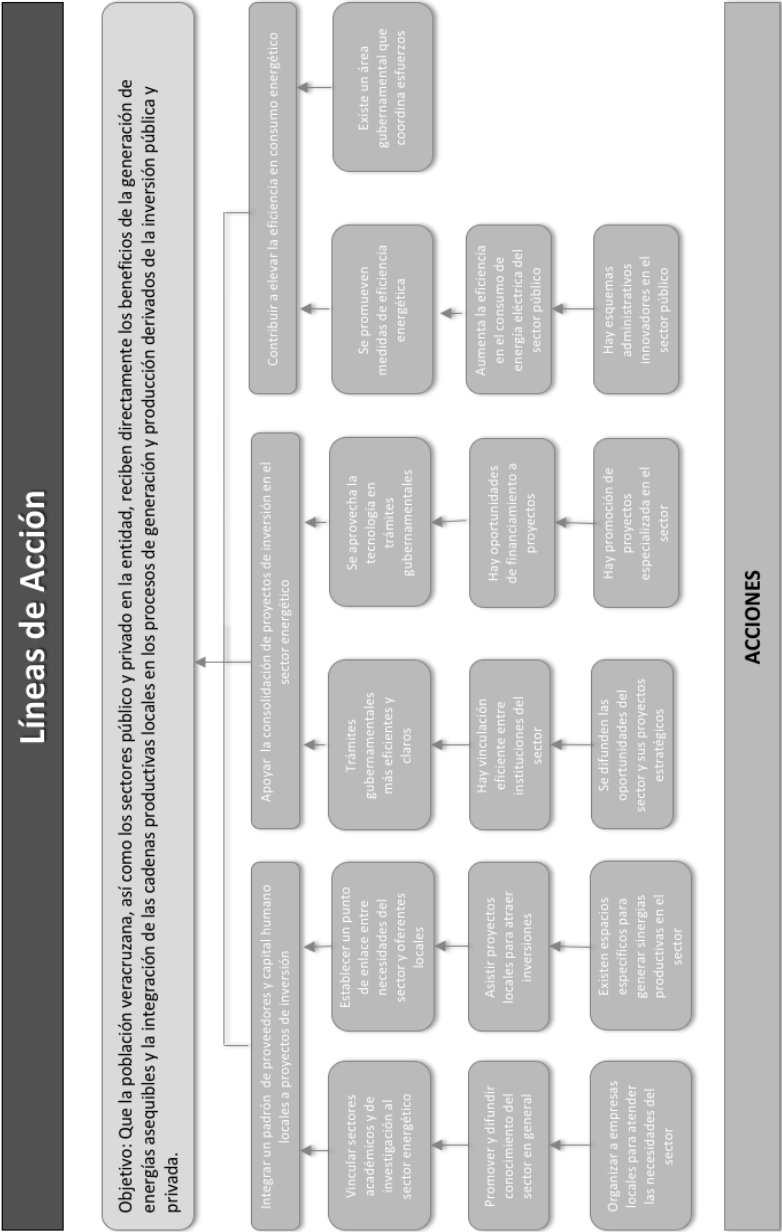 Líneas de Acción
Objetivo: Que la población veracruzana, así como los sectores público y privado en la entidad, reciben directamente los beneficios de la generación de
energías asequibles y la integración de las cadenas productivas locales en los procesos de generación y producción derivados de la inversión pública y
privada.
Integrar un padrón de proveedores y capital humano
locales a proyectos de inversión
Apoyar la consolidación de proyectos de inversión en el
sector energético
Contribuir a elevar la eficiencia en consumo energético
Vincular sectores
académicos y de
investigación al
sector energético
Establecer un punto
de enlace entre
necesidades del
sector y oferentes
locales
Trámites
gubernamentales
más eficientes y
claros
Se aprovecha la
tecnología en
trámites
gubernamentales
Se promueven
medidas de eficiencia
energética
Existe un área
gubernamental que
coordina esfuerzos
Promover y difundir
conocimiento del
sector en general
Asistir proyectos
locales para atraer
inversiones
Hay vinculación
eficiente entre
instituciones del
sector
Hay oportunidades
de financiamiento a
proyectos
Aumenta la eficiencia
en el consumo de
energía eléctrica del
sector público
Organizar a empresas
locales para atender
las necesidades del
sector
Existen espacios
específicos para
generar sinergias
productivas en el
sector
Se difunden las
oportunidades del
sector y sus proyectos
estratégicos
Hay promoción de
proyectos
especializada en el
sector
Hay esquemas
administrativos
innovadores en el
sector público
ACCIONES